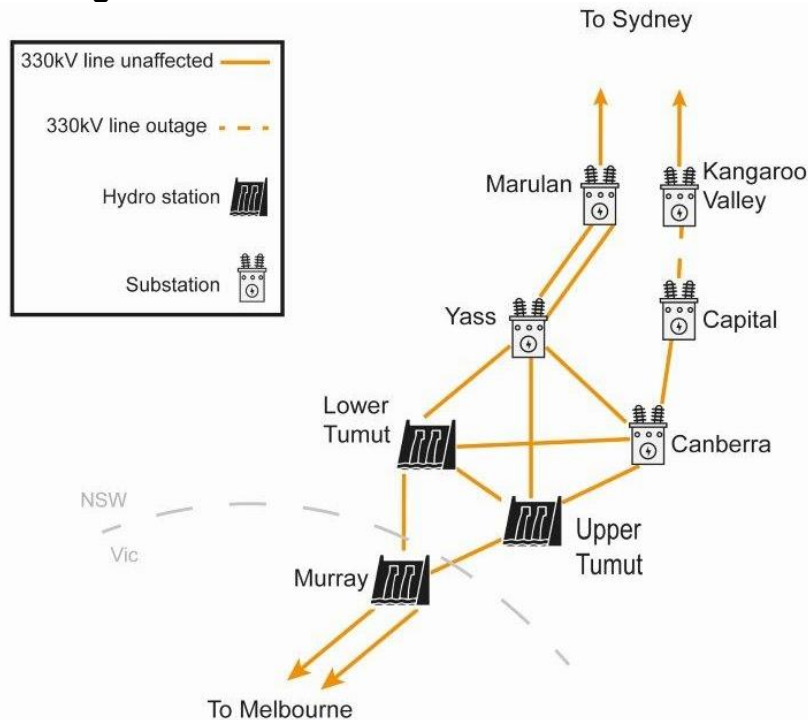 To Sydney
330kV line unaffected
330kV line outage
Hydro station
Substation
Marulan
Kangaroo
Valley
Yass
Capital
Lower
Tumut
Canberra
NSW
Vic
Upper
Tumut
Murray
To Melbourne